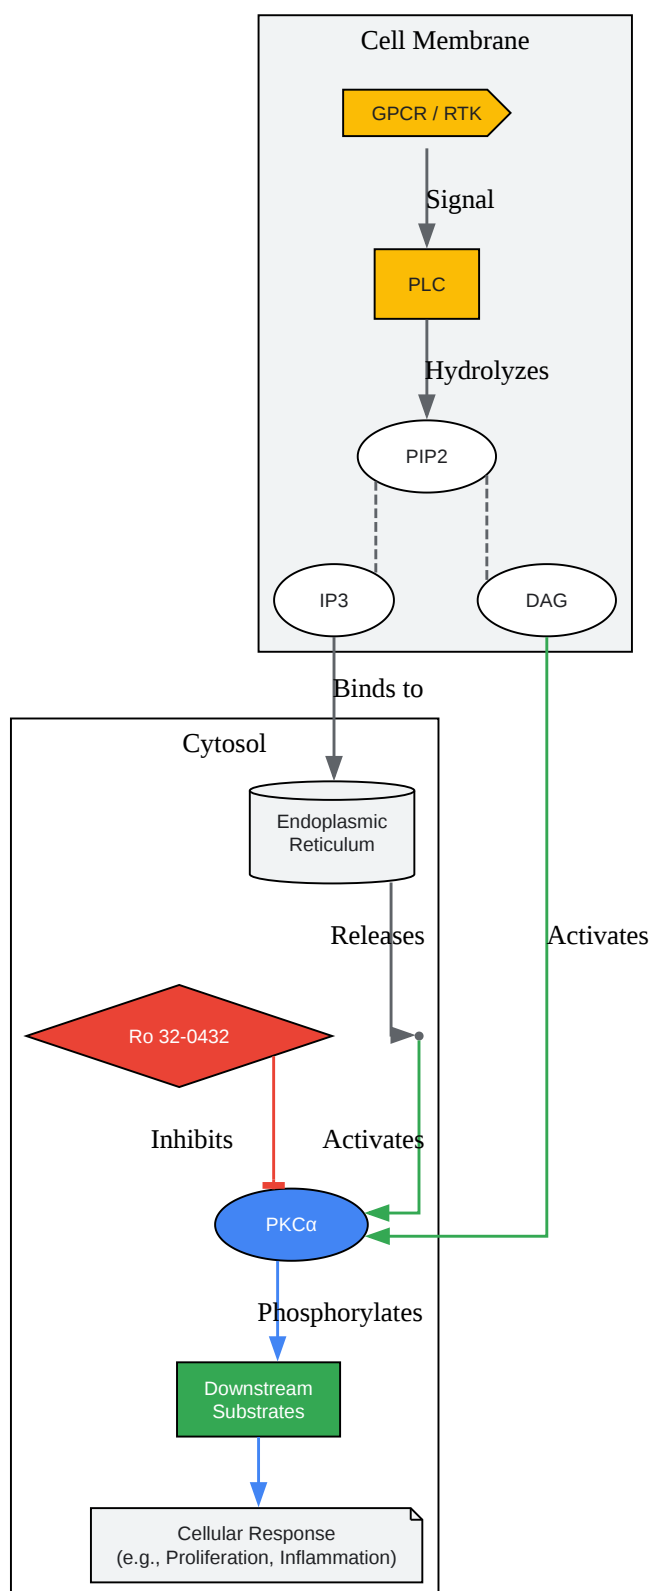 Cell Membrane
GPCR / RTK
Signal
PLC
Hydrolyzes
PIP2
IP3
DAG
Binds to
Cytosol
Endoplasmic
Reticulum
Releases
Activates
Ro 32-0432
Inhibits
Activates
PKCα
Phosphorylates
Downstream
Substrates
Cellular Response
(e.g., Proliferation, Inflammation)